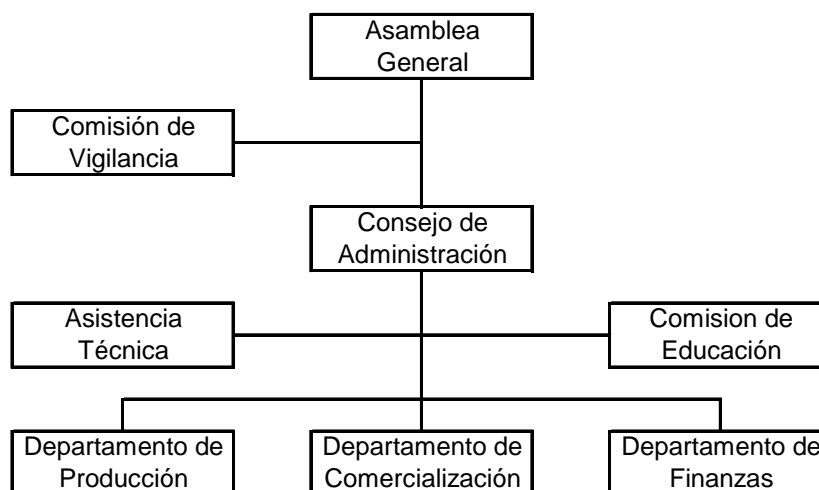 Asamblea
General
Comisión de
Vigilancia
Consejo de
Administración
Asistencia
Técnica
Comision de
Educación
Departamento de
Producción
Departamento de
Comercialización
Departamento de
Finanzas